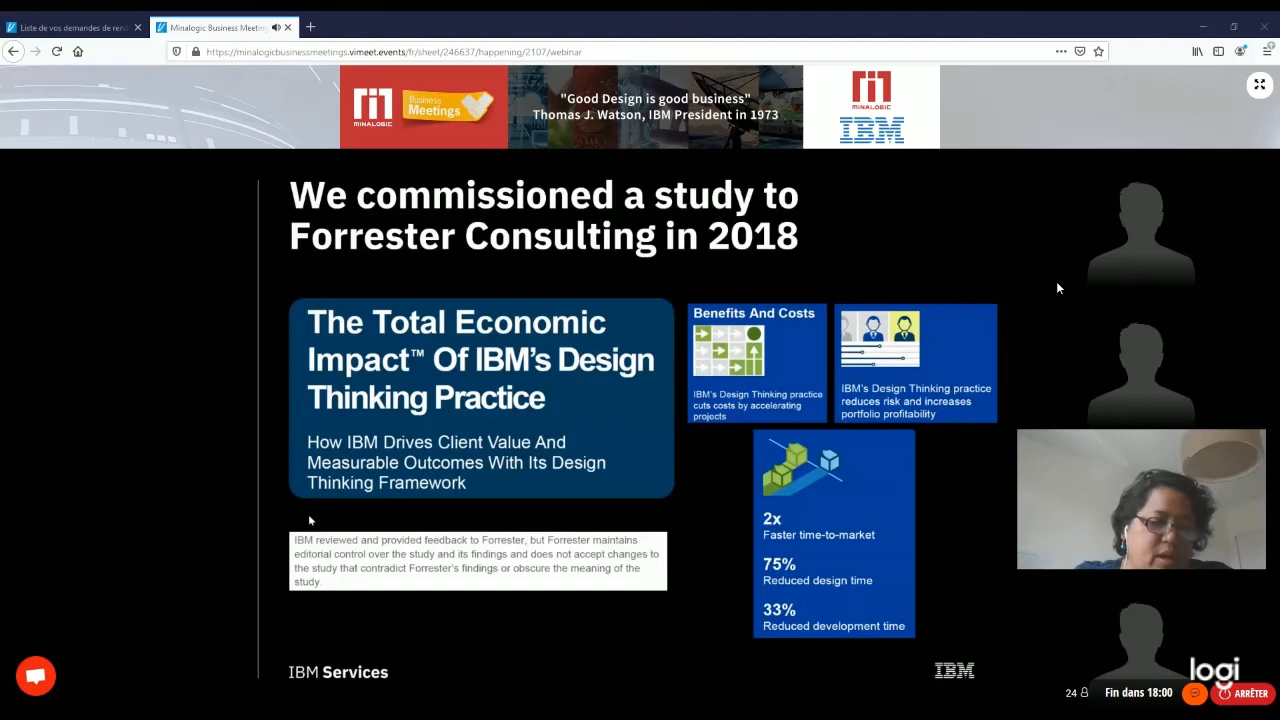 Liste de vos demandes de rend
Minalogic Business Meeting
https://minalogicbusinessmeetings.vimeet.events/fr/sheet/246637/happening/2107/webinar
MINALOGIC
Business
Meetings
"Good Design is good business"
Thomas J. Watson, IBM President in 1973
MINALOGIC
IBM
We commissioned a study to
Forrester Consulting in 2018
The Total Economic
Impact™ Of IBM's Design
Thinking Practice
How IBM Drives Client Value And
Measurable Outcomes With Its Design
Thinking Framework
Benefits And Costs
IBM's Design Thinking practice
cuts costs by accelerating
projects
IBM's Design Thinking practice
reduces risk and increases
portfolio profitability
2x
Faster time-to-market
75%
Reduced design time
33%
Reduced development time
IBM reviewed and provided feedback to Forrester, but Forrester maintains
editorial control over the study and its findings and does not accept changes to
the study that contradict Forrester's findings or obscure the meaning of the
study.
IBM Services
IBM
logi
24
Fin dans 18:00
ARRÊTER